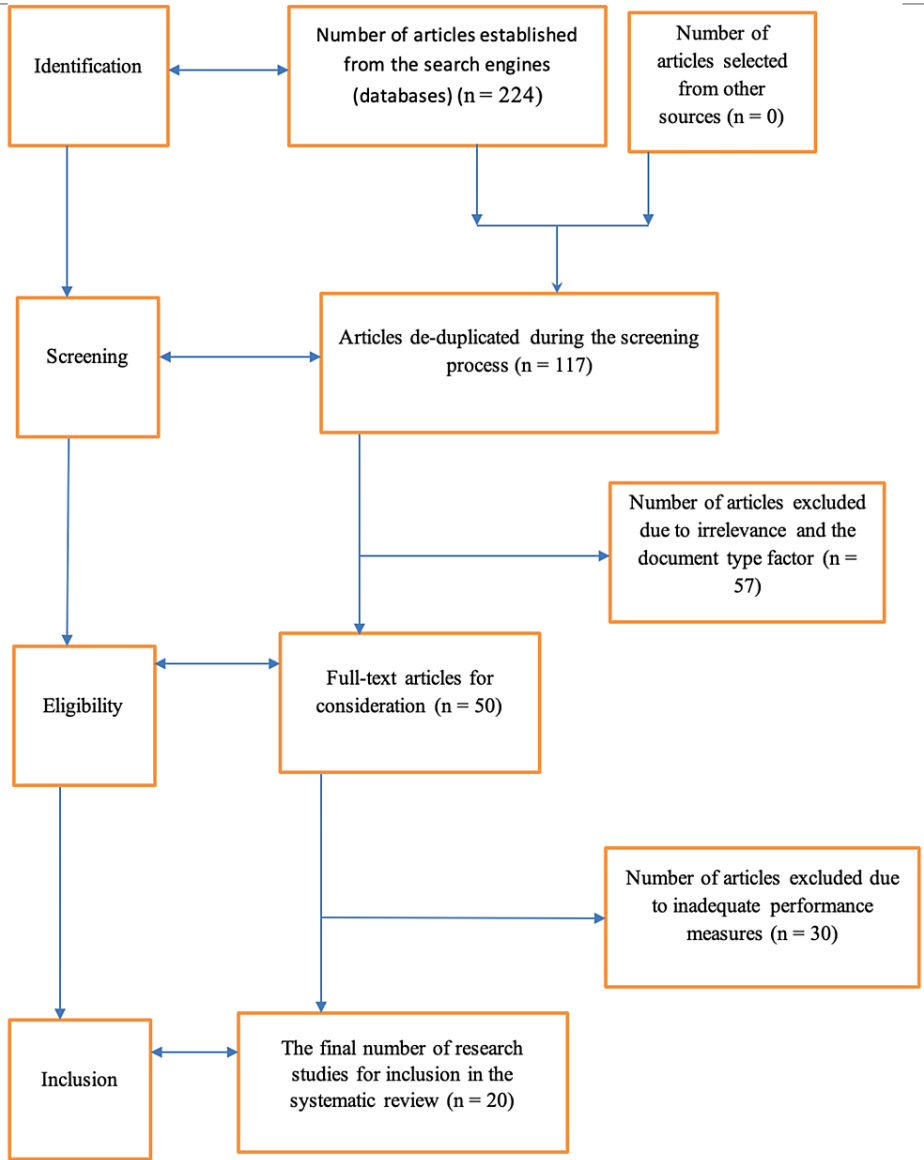 Identification
Number of articles established
from the search engines
(databases) (n = 224)
Number of
articles selected
from other
sources (n = 0)
Screening
Articles de-duplicated during the screening
process (n = 117)
Number of articles excluded
due to irrelevance and the
document type factor (n =
57)
Eligibility
Full-text articles for
consideration (n = 50)
Number of articles excluded due
to inadequate performance
measures (n = 30)
Inclusion
The final number of research
studies for inclusion in the
systematic review (n = 20)